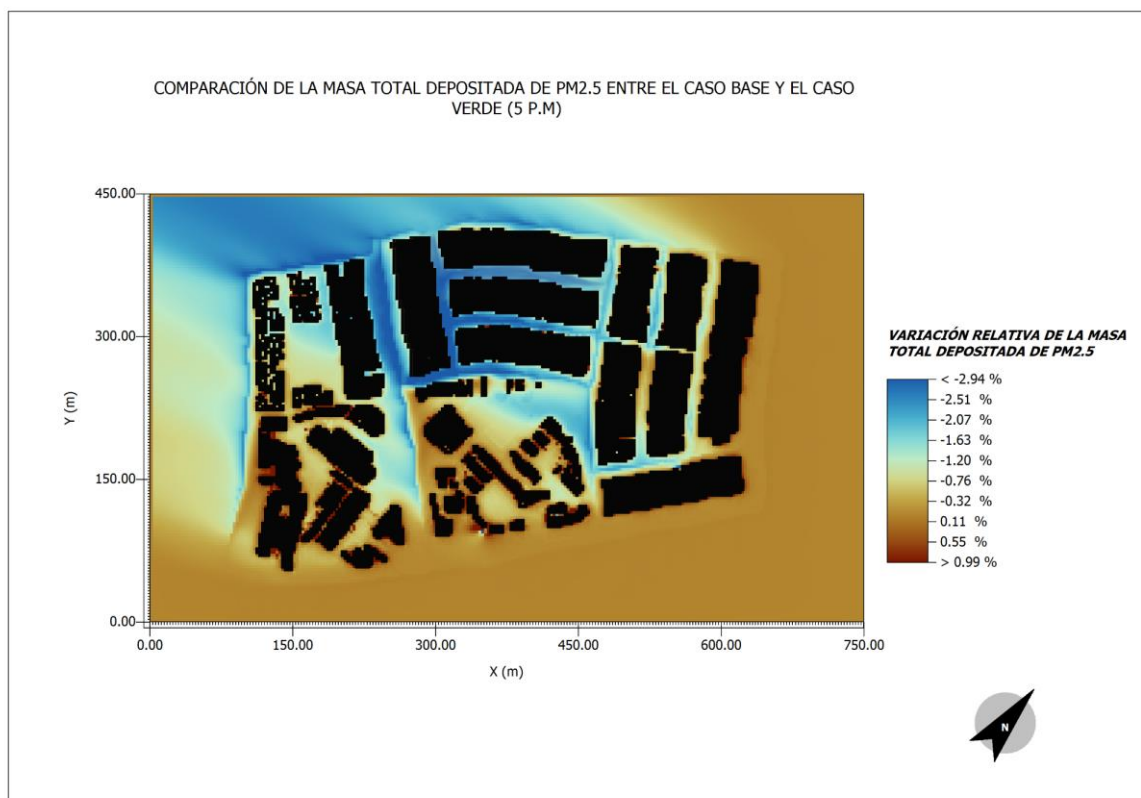 COMPARACIÓN DE LA MASA TOTAL DEPOSITADA DE PM2.5 ENTRE EL CASO BASE Y EL CASO
VERDE (5 P.M)
450.00
300.00
150.00
0.00
Y (m)
0.00 150.00 300.00 450.00 600.00 750.00
X (m)
VARIACIÓN RELATIVA DE LA MASA
TOTAL DEPOSITADA DE PM2.5
< -2.94 %
-2.51 %
-2.07 %
-1.63 %
-1.20 %
-0.76 %
-0.32 %
0.11 %
0.55 %
> 0.99 %
N